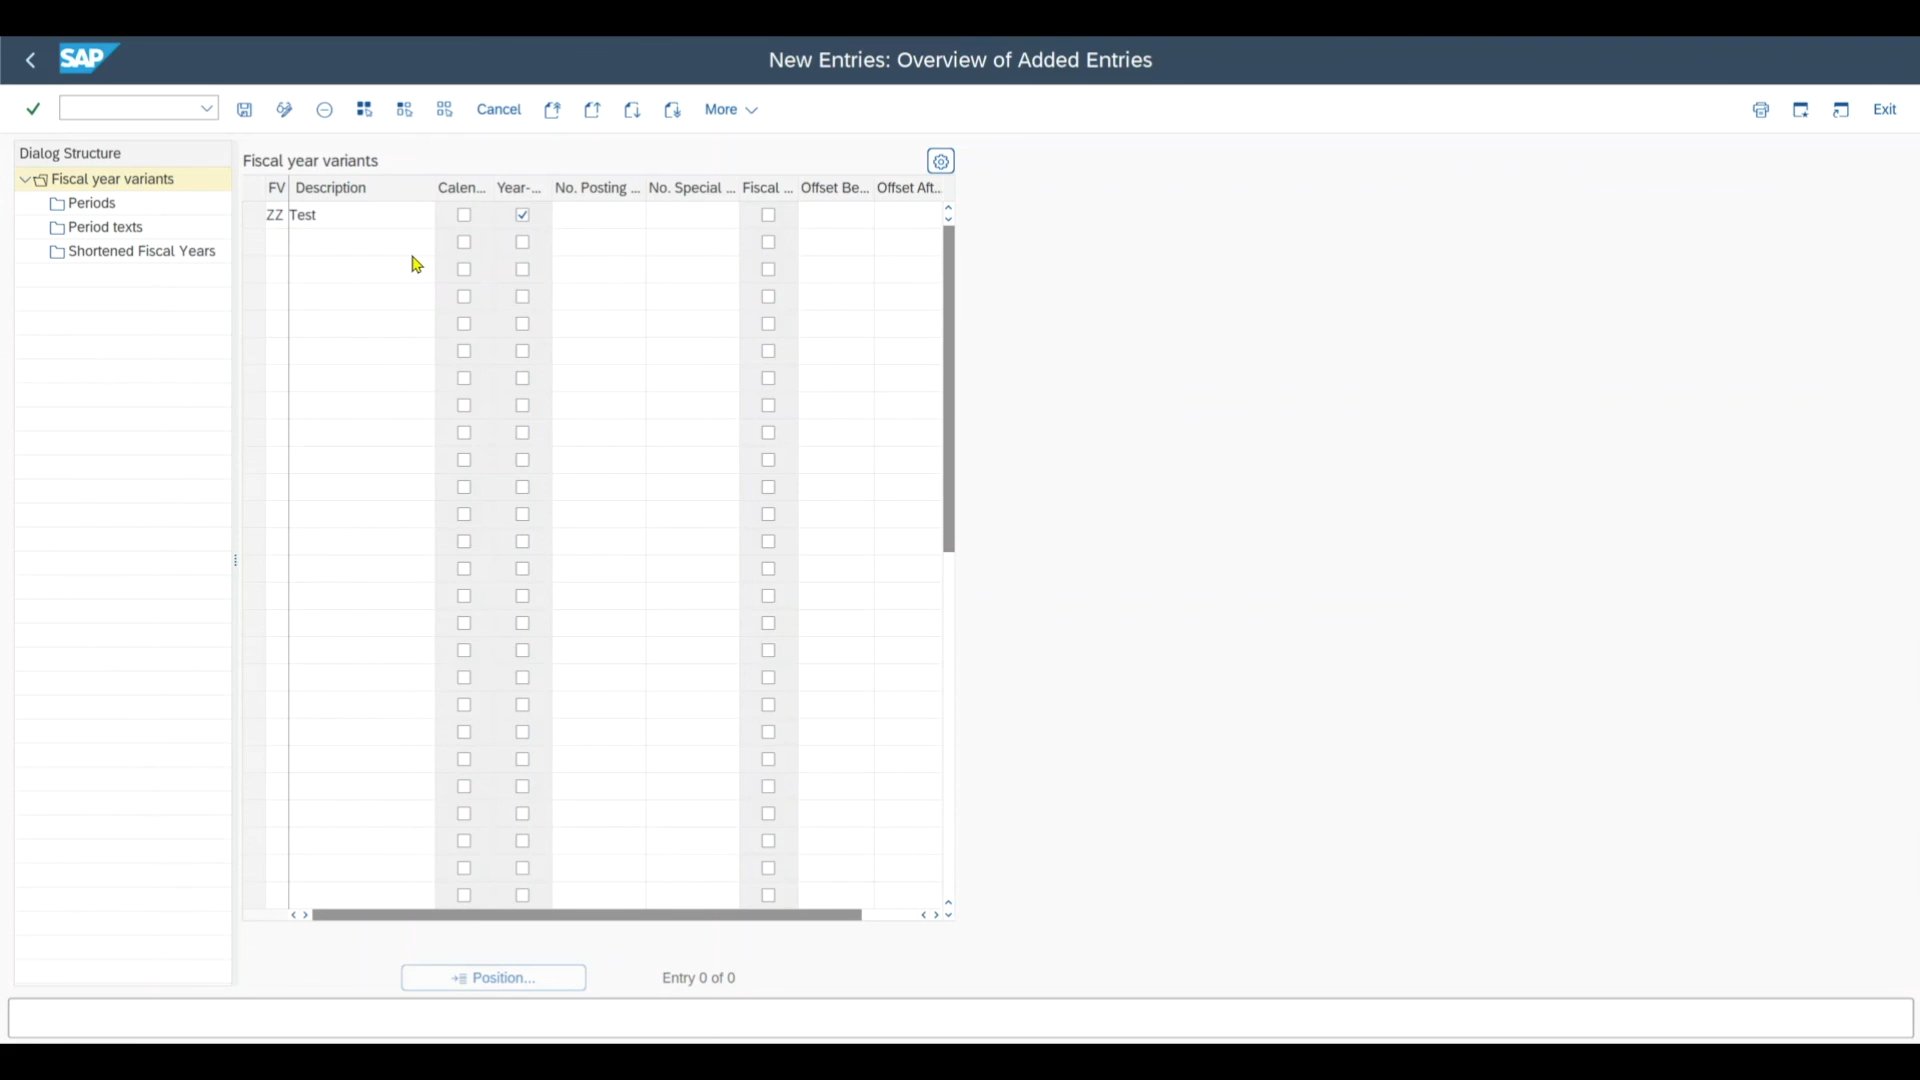 SAP New Entries: Overview of Added Entries
Cancel More Exit
Dialog Structure
Fiscal year variants
Periods
Period texts
Shortened Fiscal Years
Fiscal year variants
FV Description Calen... Year-... No. Posting ... No. Special ... Fiscal ... Offset Be... Offset Aft...
ZZ Test
Position... Entry 0 of 0